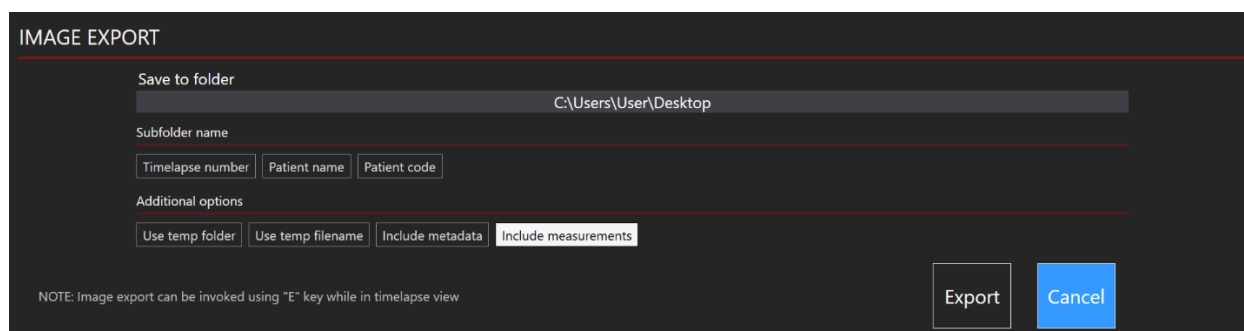 IMAGE EXPORT
Save to folder
C:\Users\User\Desktop
Subfolder name
Timelapse number Patient name Patient code
Additional options
Use temp folder Use temp filename Include metadata Include measurements
NOTE: Image export can be invoked using "E" key while in timelapse view
Export Cancel